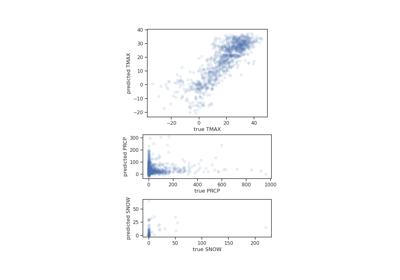 40
30
20
10
0
−10
−20
predicted TMAX
−20 0 20 40
true TMAX
300
200
100
0
predicted PRCP
0 200 400 600 800 1000
true PRCP
50
25
0
predicted SNOW
0 50 100 150 200
true SNOW